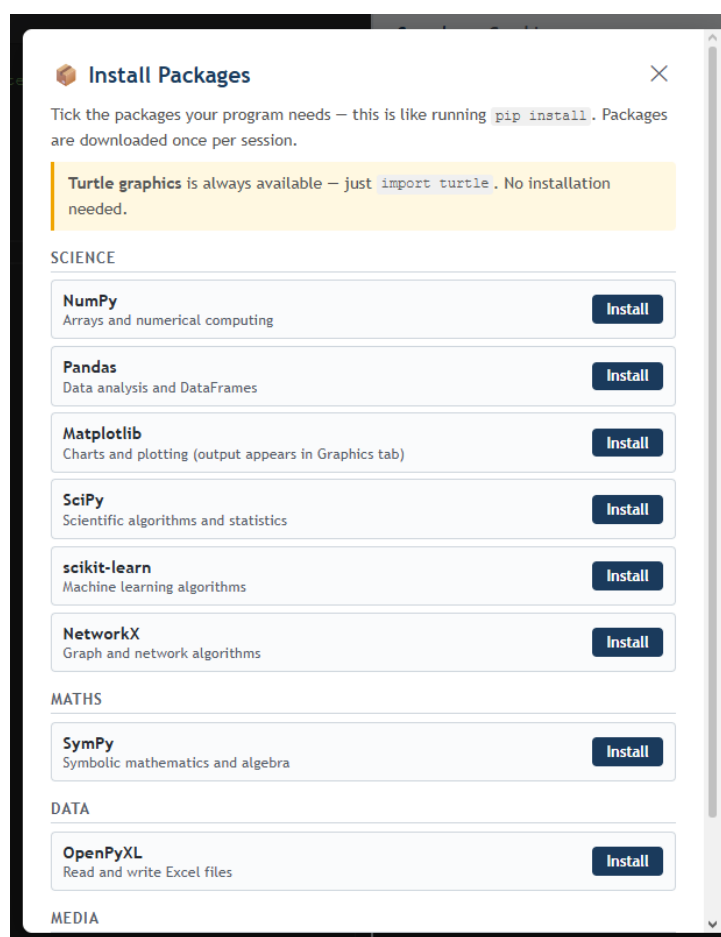 Install Packages
Tick the packages your program needs — this is like running pip install. Packages
are downloaded once per session.
Turtle graphics is always available — just import turtle. No installation
needed.
SCIENCE
NumPy
Arrays and numerical computing
Install
Pandas
Data analysis and DataFrames
Install
Matplotlib
Charts and plotting (output appears in Graphics tab)
Install
SciPy
Scientific algorithms and statistics
Install
scikit-learn
Machine learning algorithms
Install
NetworkX
Graph and network algorithms
Install
MATHS
SymPy
Symbolic mathematics and algebra
Install
DATA
OpenPyXL
Read and write Excel files
Install
MEDIA